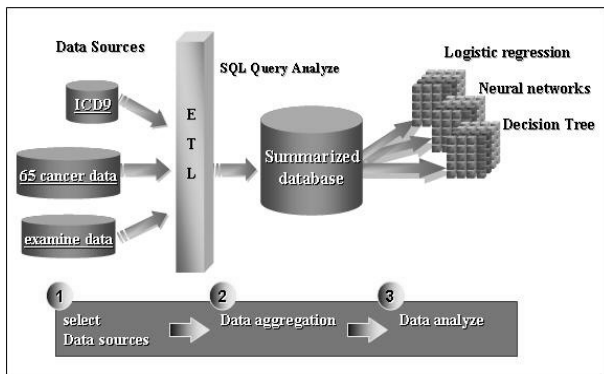 Data Sources
SQL Query Analyze
Logistic regression
Neural networks
Decision Tree
ICD9
65 cancer data
examine data
E
T
L
Summarized
database
1
select
Data sources
2
Data aggregation
3
Data analyze